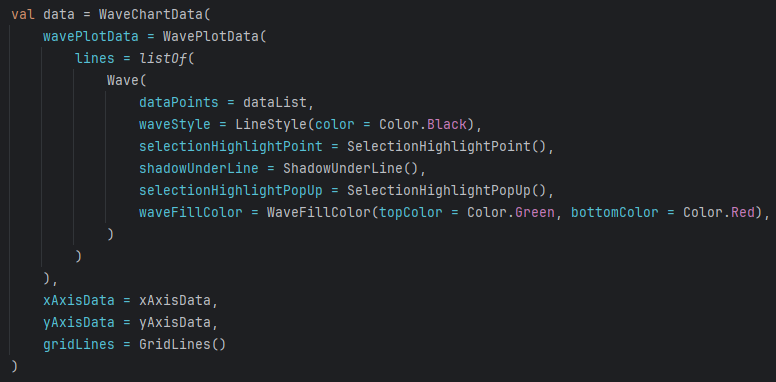 val data = WaveChartData(
    wavePlotData = WavePlotData(
        lines = listOf(
            Wave(
                dataPoints = dataList,
                waveStyle = LineStyle(color = Color.Black),
                selectionHighlightPoint = SelectionHighlightPoint(),
                shadowUnderLine = ShadowUnderLine(),
                selectionHighlightPopUp = SelectionHighlightPopUp(),
                waveFillColor = WaveFillColor(topColor = Color.Green, bottomColor = Color.Red),
            )
        )
    ),
    xAxisData = xAxisData,
    yAxisData = yAxisData,
    gridLines = GridLines()
)